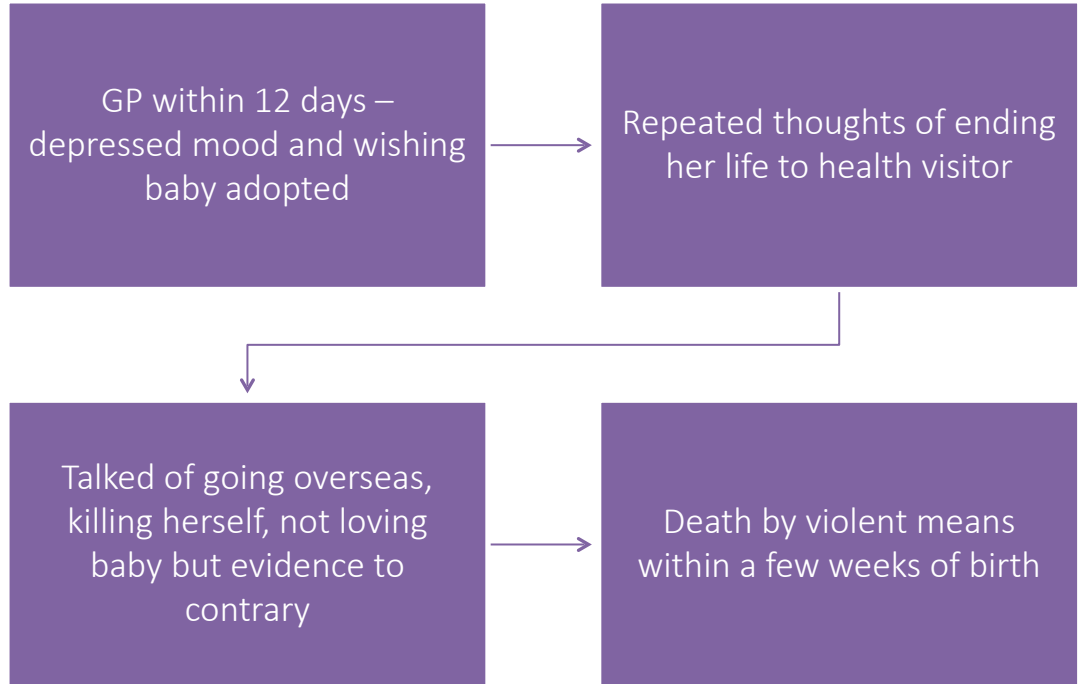 GP within 12 days –
depressed mood and wishing
baby adopted
Repeated thoughts of ending
her life to health visitor
Talked of going overseas,
killing herself, not loving
baby but evidence to
contrary
Death by violent means
within a few weeks of birth